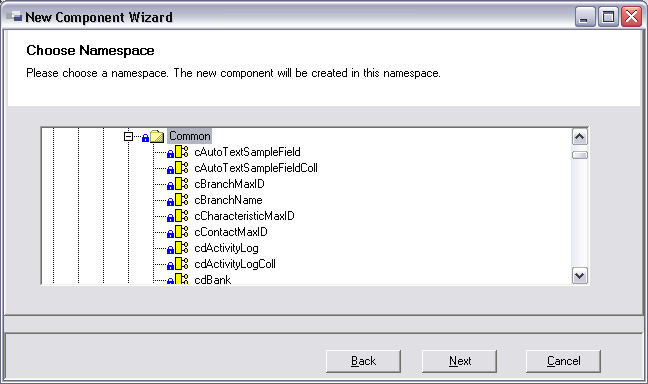 New Component Wizard
Choose Namespace
Please choose a namespace. The new component will be created in this namespace.
Common
cAutoTextSampleField
cAutoTextSampleFieldColl
cBranchMaxID
cBranchName
cCharacteristicMaxID
cContactMaxID
cdActivityLog
cdActivityLogColl
cdBank
Back Next Cancel